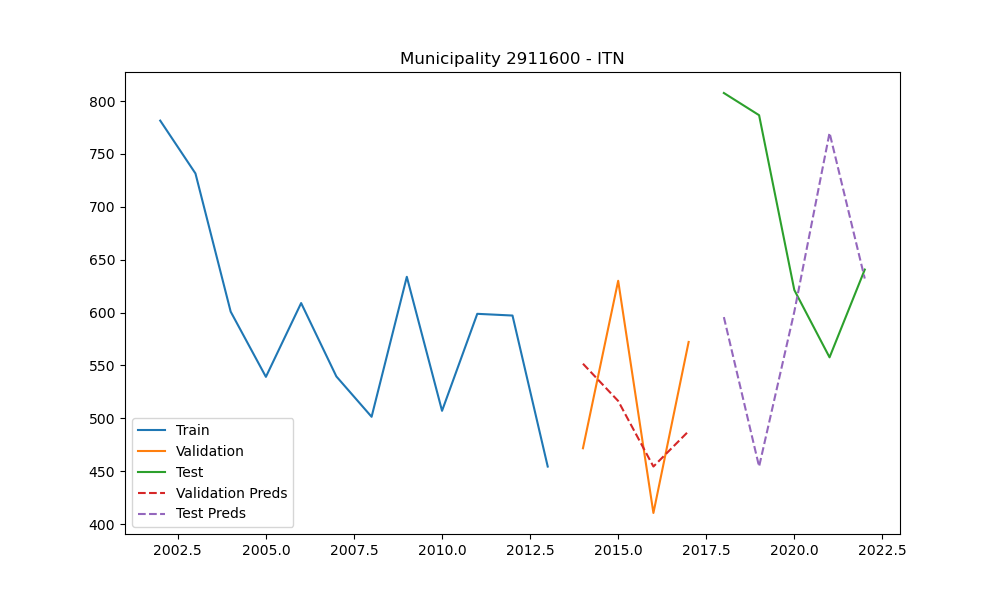 Municipality 2911600 - ITN
800
750
700
650
600
550
500
450
400
Train
Validation
Test
Validation Preds
Test Preds
2002.5 2005.0 2007.5 2010.0 2012.5 2015.0 2017.5 2020.0 2022.5